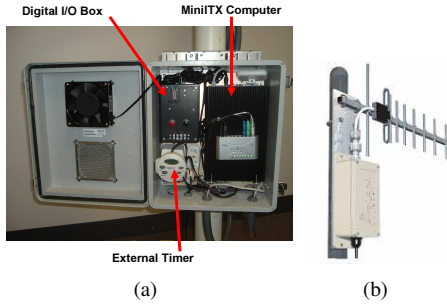 Digital I/O Box
MiniITX Computer
External Timer
(a)
(b)